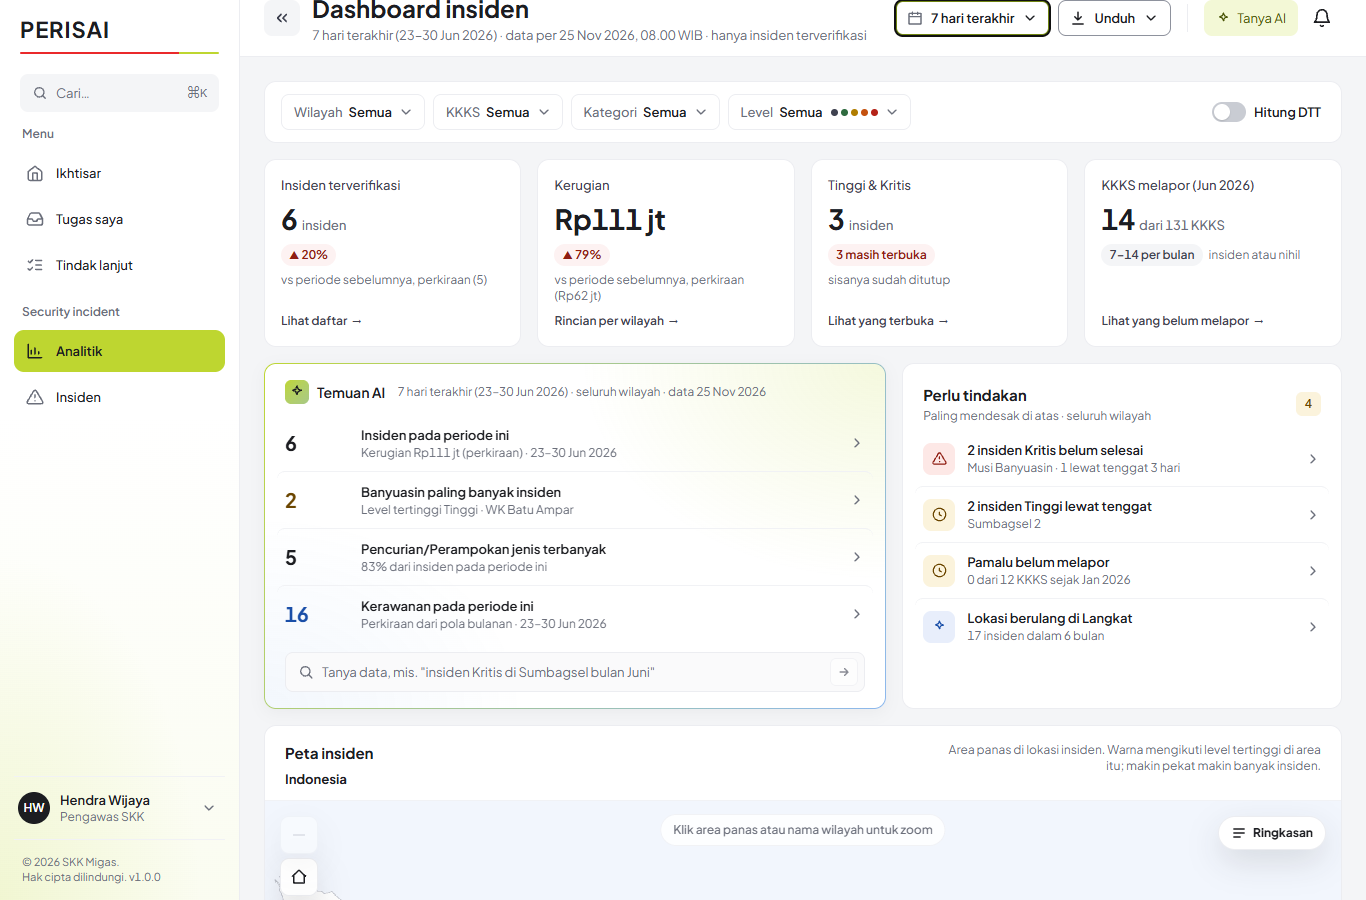 PERISAI
Cari...
⌘K
Menu
Ikhtisar
Tugas saya
Tindak lanjut
Security incident
Analitik
Insiden
HW
Hendra Wijaya
Pengawas SKK
© 2026 SKK Migas.
Hak cipta dilindungi. v1.0.0
Dashboard insiden
7 hari terakhir (23–30 Jun 2026) · data per 25 Nov 2026, 08.00 WIB · hanya insiden terverifikasi
7 hari terakhir
Unduh
Tanya AI
Wilayah Semua
KKKS Semua
Kategori Semua
Level Semua
Hitung DTT
Insiden terverifikasi
6 insiden
▲ 20%
vs periode sebelumnya, perkiraan (5)
Lihat daftar →
Kerugian
Rp111 jt
▲ 79%
vs periode sebelumnya, perkiraan
(Rp62 jt)
Rincian per wilayah →
Tinggi & Kritis
3 insiden
3 masih terbuka
sisanya sudah ditutup
Lihat yang terbuka →
KKKS melapor (Jun 2026)
14 dari 131 KKKS
7–14 per bulan insiden atau nihil
Lihat yang belum melapor →
Temuan AI 7 hari terakhir (23–30 Jun 2026) · seluruh wilayah · data 25 Nov 2026
6
Insiden pada periode ini
Kerugian Rp111 jt (perkiraan) · 23–30 Jun 2026
2
Banyuasin paling banyak insiden
Level tertinggi Tinggi · WK Batu Ampar
5
Pencurian/Perampokan jenis terbanyak
83% dari insiden pada periode ini
16
Kerawanan pada periode ini
Perkiraan dari pola bulanan · 23–30 Jun 2026
Tanya data, mis. "insiden Kritis di Sumbagsel bulan Juni"
Perlu tindakan
Paling mendesak di atas · seluruh wilayah
4
2 insiden Kritis belum selesai
Musi Banyuasin · 1 lewat tenggat 3 hari
2 insiden Tinggi lewat tenggat
Sumbagsel 2
Pamalu belum melapor
0 dari 12 KKKS sejak Jan 2026
Lokasi berulang di Langkat
17 insiden dalam 6 bulan
Peta insiden
Indonesia
Area panas di lokasi insiden. Warna mengikuti level tertinggi di area
itu; makin pekat makin banyak insiden.
Klik area panas atau nama wilayah untuk zoom
Ringkasan